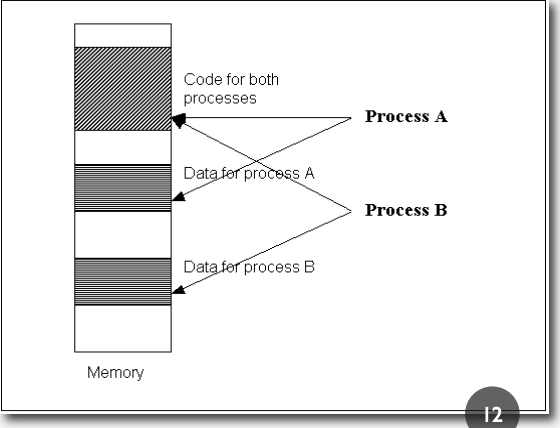 Code for both
processes
Process A
Data for process A
Process B
Data for process B
Memory
12